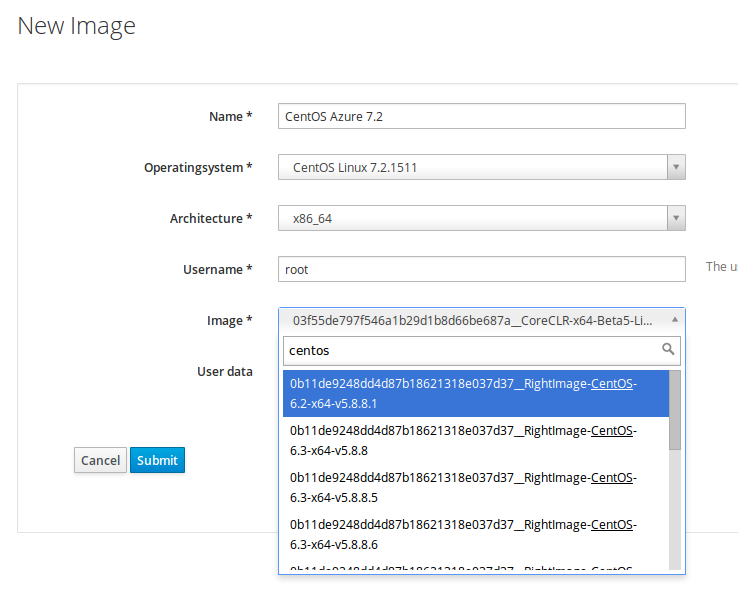 New Image
Name *
CentOS Azure 7.2
Operatingsystem *
CentOS Linux 7.2.1511
Architecture *
x86_64
Username *
root
The u
Image *
03f55de797f546a1b29d1b8d66be687a__CoreCLR-x64-Beta5-Li...
centos
User data
0b11de9248dd4d87b18621318e037d37__RightImage-CentOS-
6.2-x64-v5.8.8.1
0b11de9248dd4d87b18621318e037d37__RightImage-CentOS-
6.3-x64-v5.8.8
0b11de9248dd4d87b18621318e037d37__RightImage-CentOS-
6.3-x64-v5.8.8.5
0b11de9248dd4d87b18621318e037d37__RightImage-CentOS-
6.3-x64-v5.8.8.6
0b11de9248dd4d87b18621318e037d37__RightImage-CentOS-
Cancel
Submit